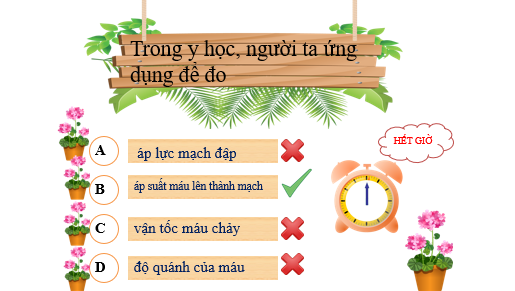 Trong y học, người ta ứng
dụng để đo
A áp lực mạch đập
B áp suất máu lên thành mạch
C vận tốc máu chảy
D độ quánh của máu
HẾT GIỜ